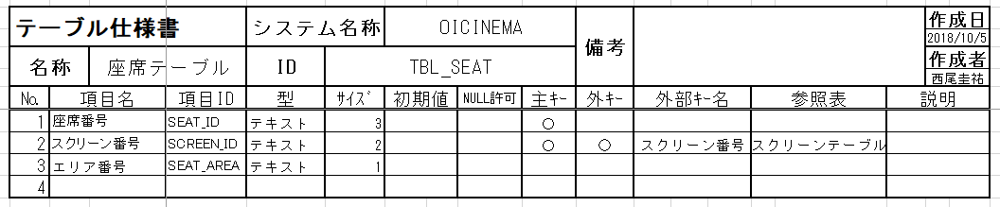 テーブル仕様書 システム名称 OICINEMA 備考 作成日
2018/10/5
名称 座席テーブル ID TBL_SEAT 作成者
西尾圭祐
No. 項目名 項目ID 型 サイズ 初期値 NULL許可 主キー 外キー 外部キー名 参照表 説明
1 座席番号 SEAT_ID テキスト 3 ○
2 スクリーン番号 SCREEN_ID テキスト 2 ○ ○ スクリーン番号 スクリーンテーブル
3 エリア番号 SEAT_AREA テキスト 1
4